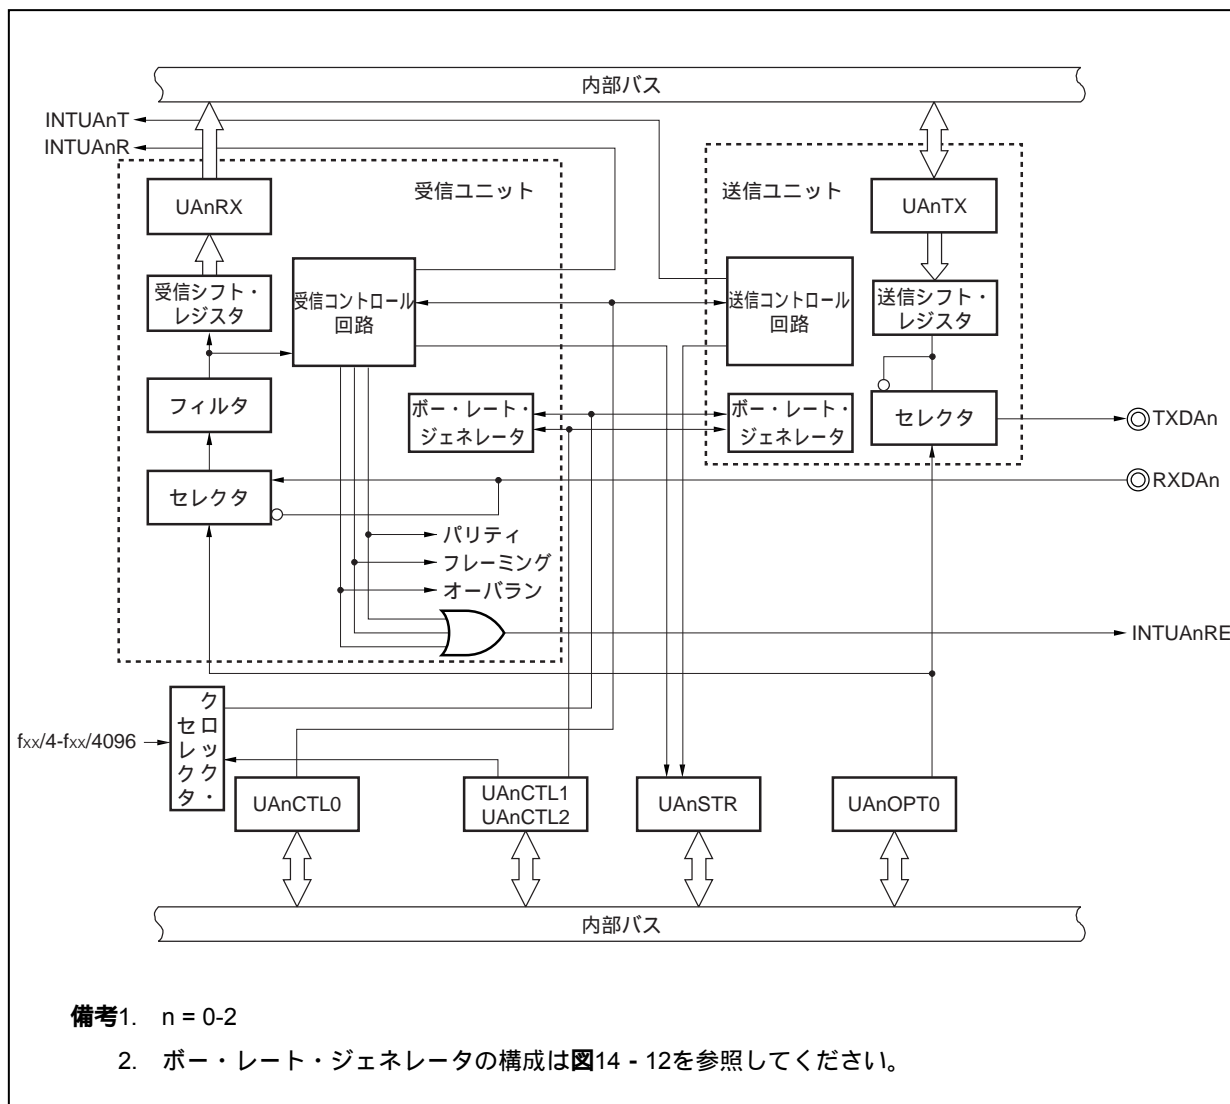 内部バス
INTUAnT
INTUAnR
受信ユニット
送信ユニット
UAnRX
UAnTX
受信シフト・
レジスタ
受信コントロール
回路
送信コントロール
回路
送信シフト・
レジスタ
フィルタ
ボー・レート・
ジェネレータ
ボー・レート・
ジェネレータ
セレクタ
TXDAn
セレクタ
RXDAn
パリティ
フレーミング
オーバラン
INTUAnRE
クロック・
セレクタ
fxx/4-fxx/4096
UAnCTL0
UAnCTL1
UAnCTL2
UAnSTR
UAnOPT0
内部バス
備考1. n = 0-2
2. ボー・レート・ジェネレータの構成は図14 - 12を参照してください。